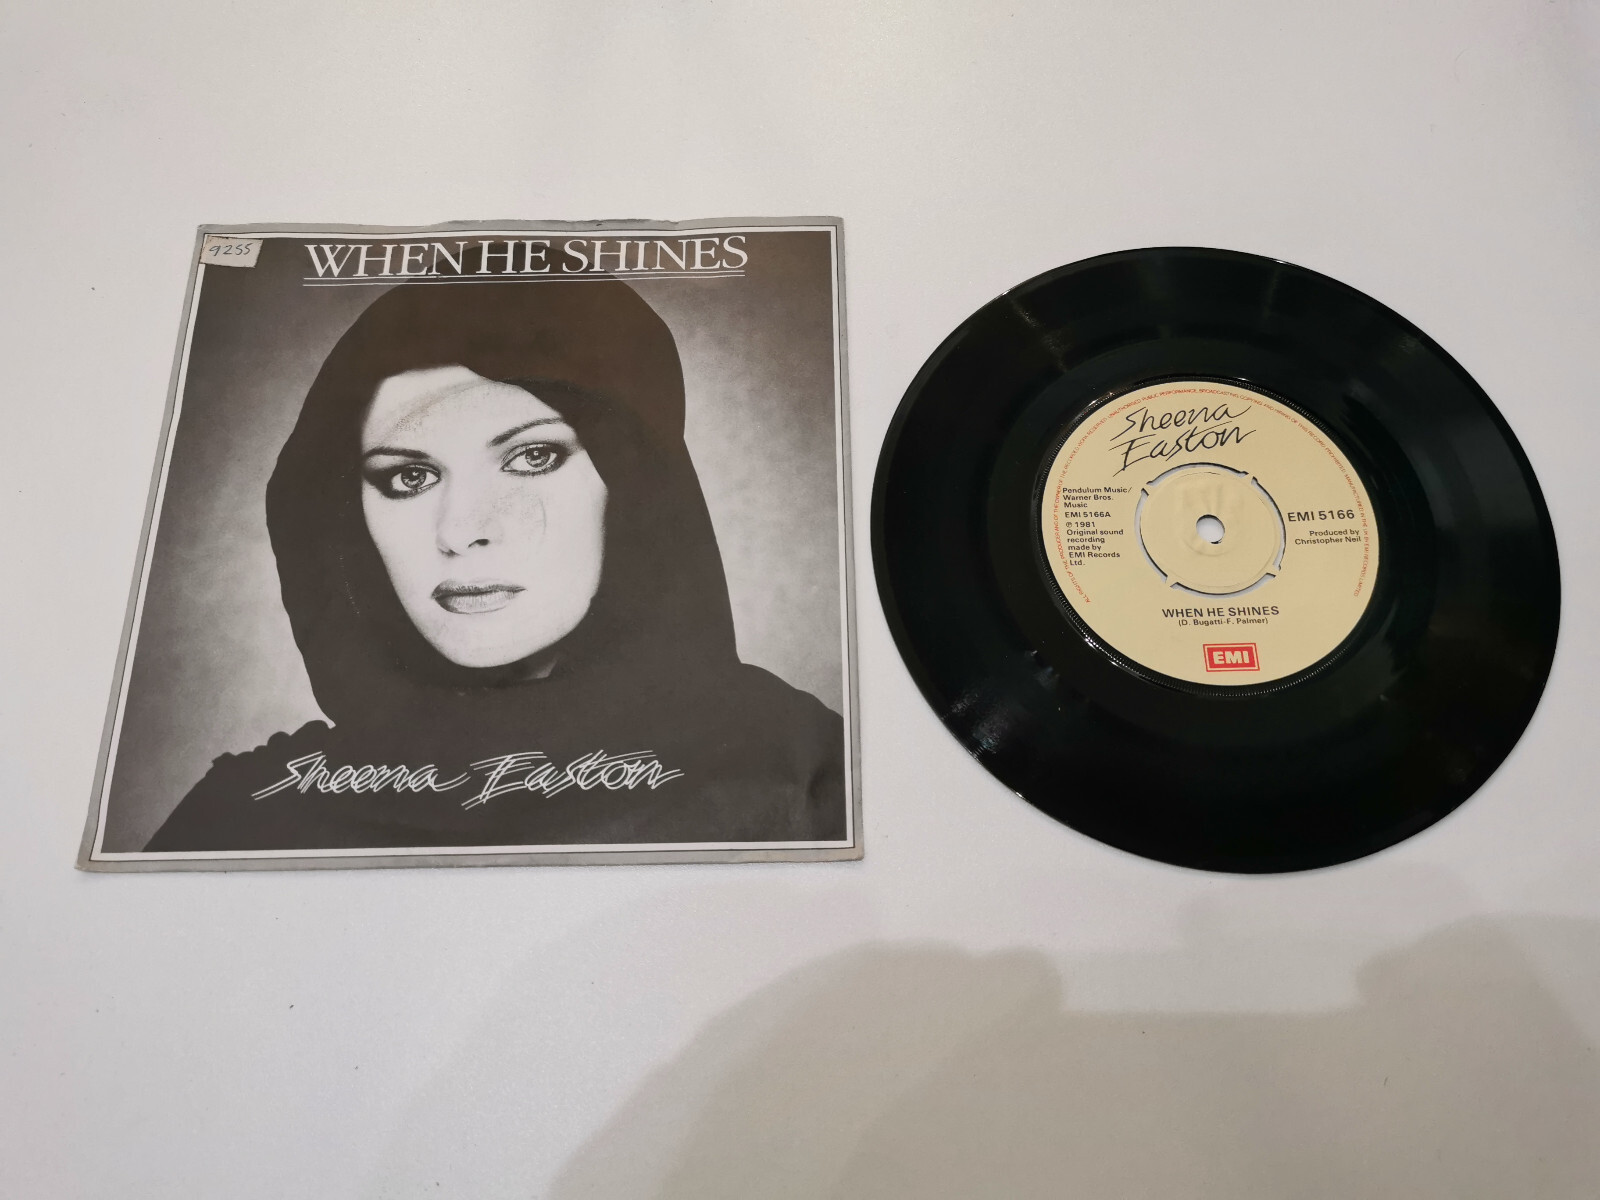 9255
WHEN HE SHINES
Sheena Easton
Sheena
Easton
Pendulum Music/
Warner Bros.
Music
EMI 5166A
℗ 1981
Original sound
recording
made by
EMI Records
Ltd.
EMI 5166
Produced by
Christopher Neil
WHEN HE SHINES
(D. Bugatti-F. Palmer)
EMI